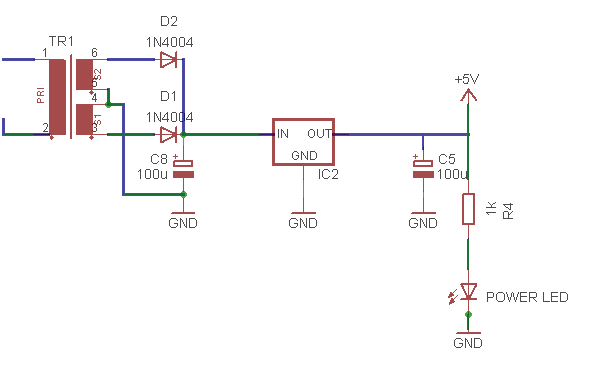 D2
TR1
1N4004
+5V
1
6
PRI
S2
5
D1
4
1N4004
S1
2
3
IN
OUT
GND
C8
+
100u
IC2
C5
+
100u
1k
R4
GND
GND
GND
POWER LED
GND